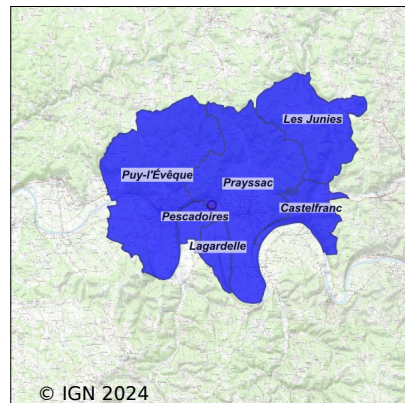 Les Junies
Puy-l'Évêque
Prayssac
Castelfranc
Pescadoires
Lagardelle
© IGN 2024